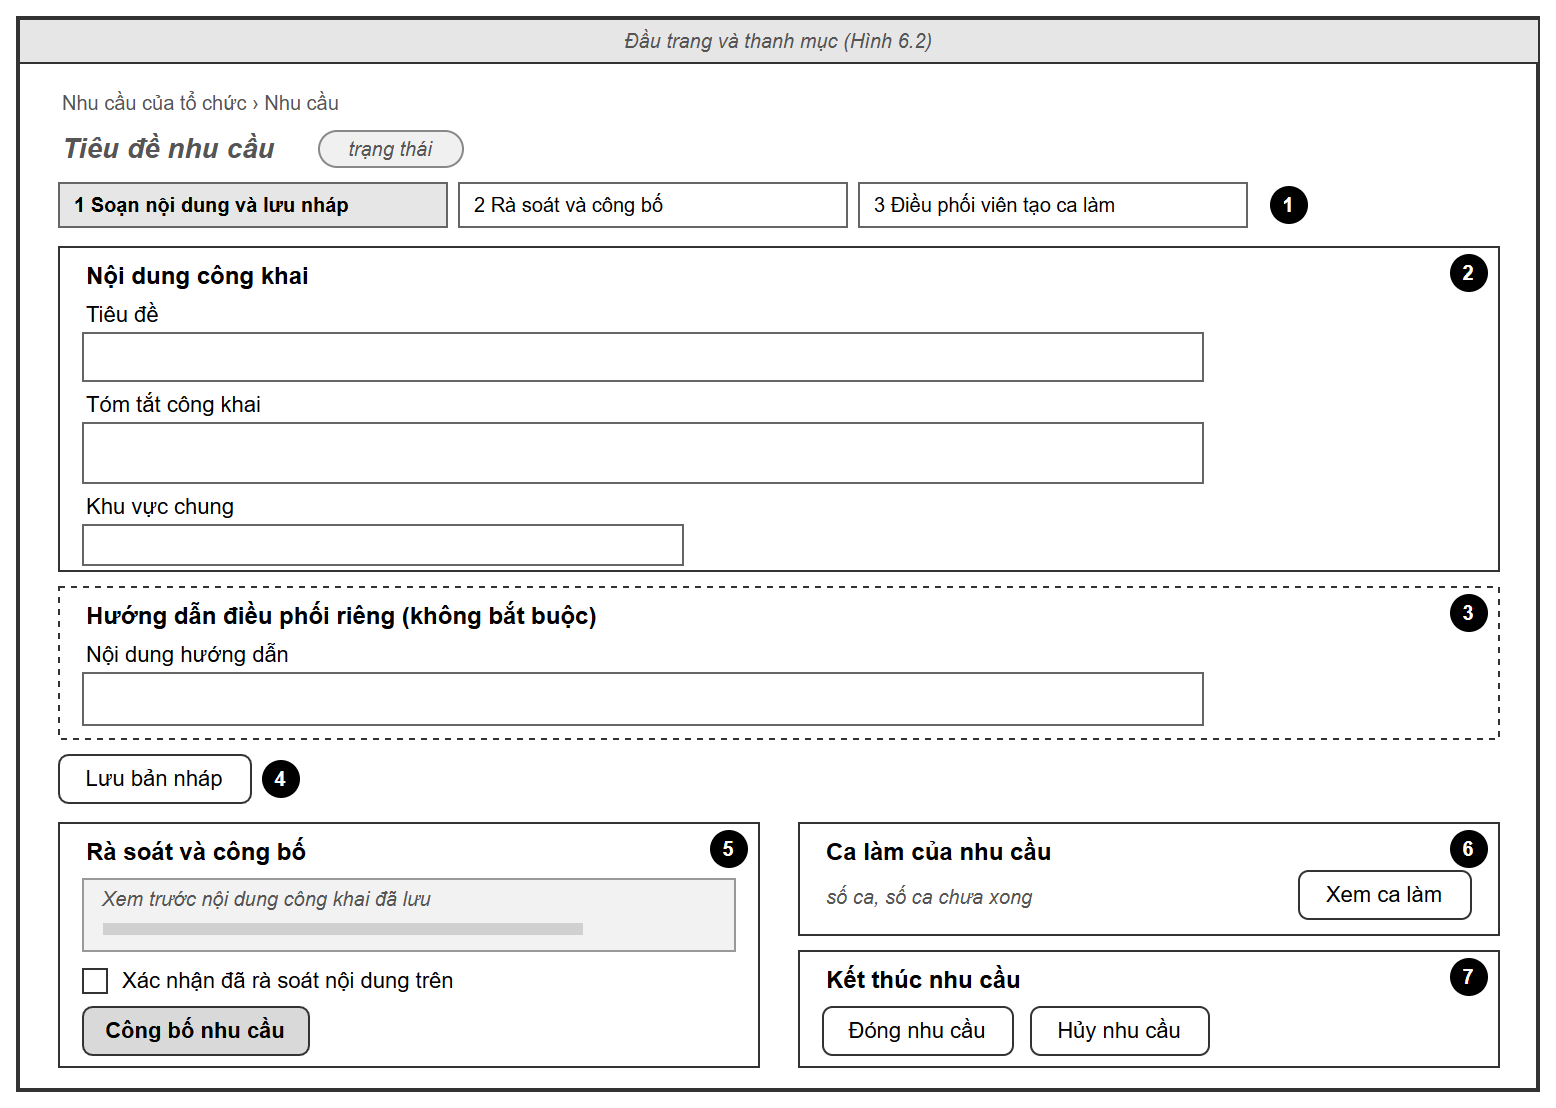 Đầu trang và thanh mục (Hình 6.2)
Nhu cầu của tổ chức › Nhu cầu
Tiêu đề nhu cầu
trạng thái
1 Soạn nội dung và lưu nháp
2 Rà soát và công bố
3 Điều phối viên tạo ca làm
1
Nội dung công khai
2
Tiêu đề
Tóm tắt công khai
Khu vực chung
Hướng dẫn điều phối riêng (không bắt buộc)
3
Nội dung hướng dẫn
Lưu bản nháp
4
Rà soát và công bố
5
Xem trước nội dung công khai đã lưu
Xác nhận đã rà soát nội dung trên
Công bố nhu cầu
Ca làm của nhu cầu
6
số ca, số ca chưa xong
Xem ca làm
Kết thúc nhu cầu
7
Đóng nhu cầu
Hủy nhu cầu